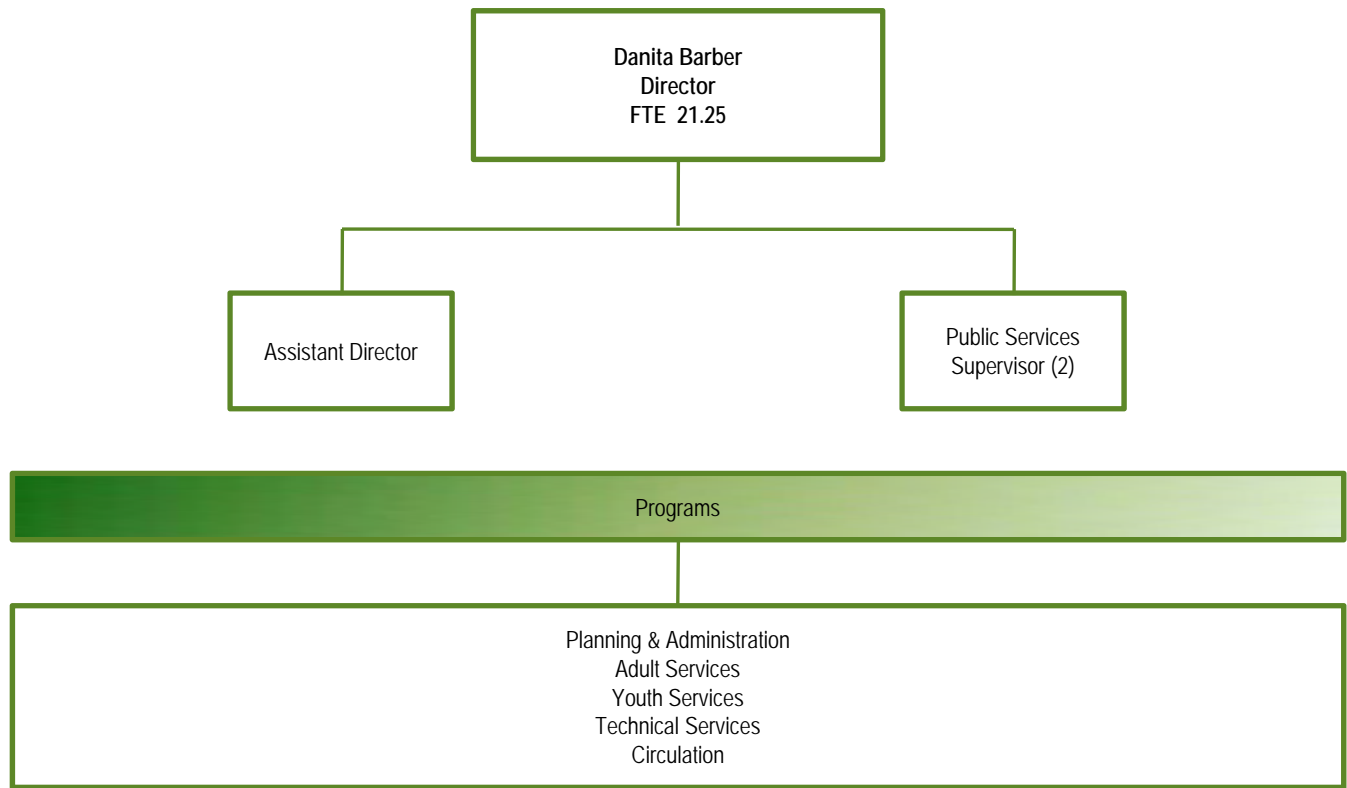 Danita Barber
Director
FTE 21.25
Assistant Director
Public Services
Supervisor (2)
Programs
Planning & Administration
Adult Services
Youth Services
Technical Services
Circulation